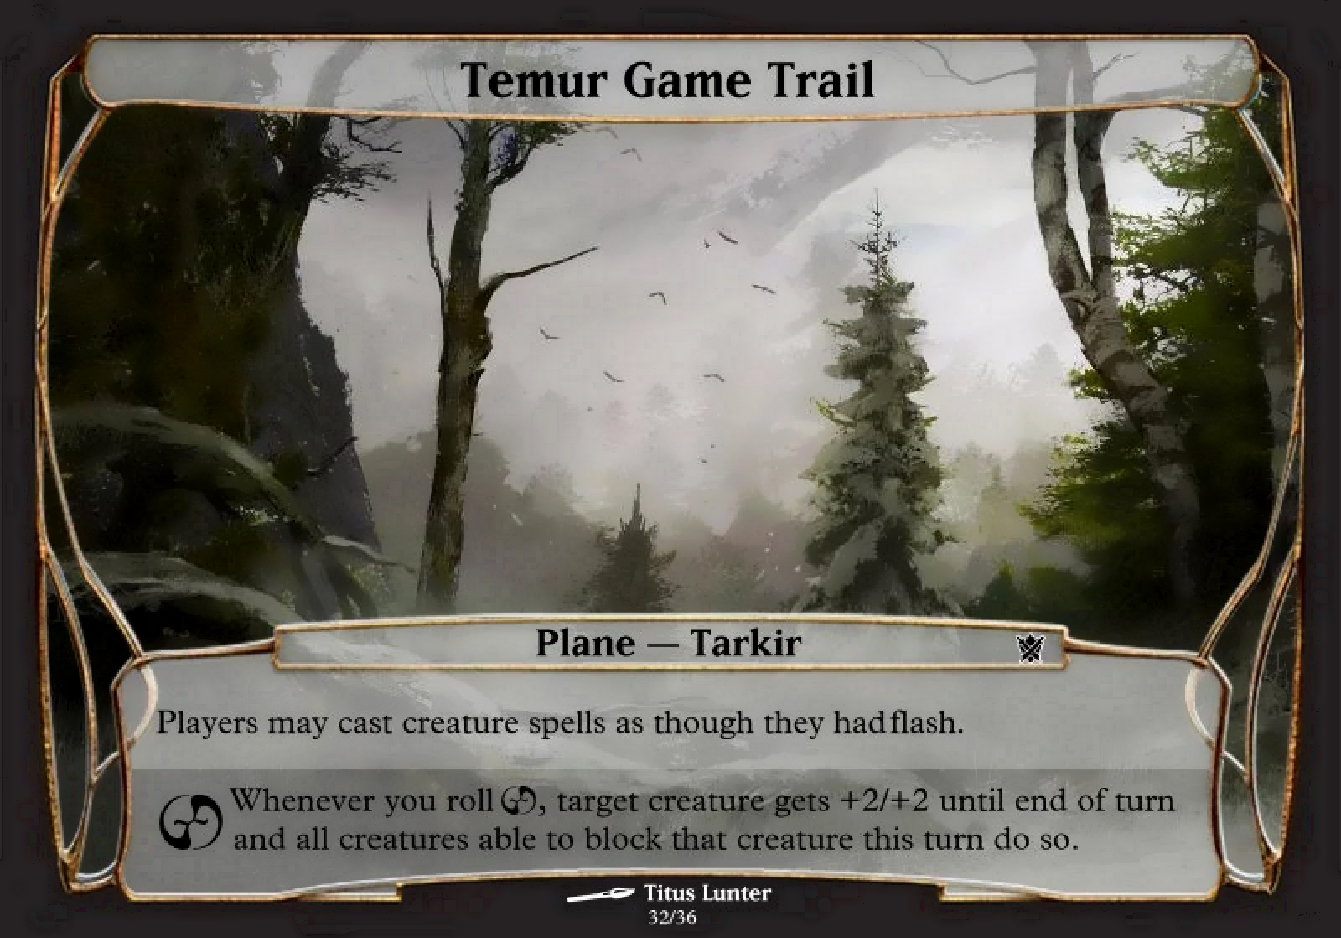 Temur Game Trail
Plane — Tarkir
Players may cast creature spells as though they had flash.
Whenever you roll , target creature gets +2/+2 until end of turn
and all creatures able to block that creature this turn do so.
Titus Lunter
32/36